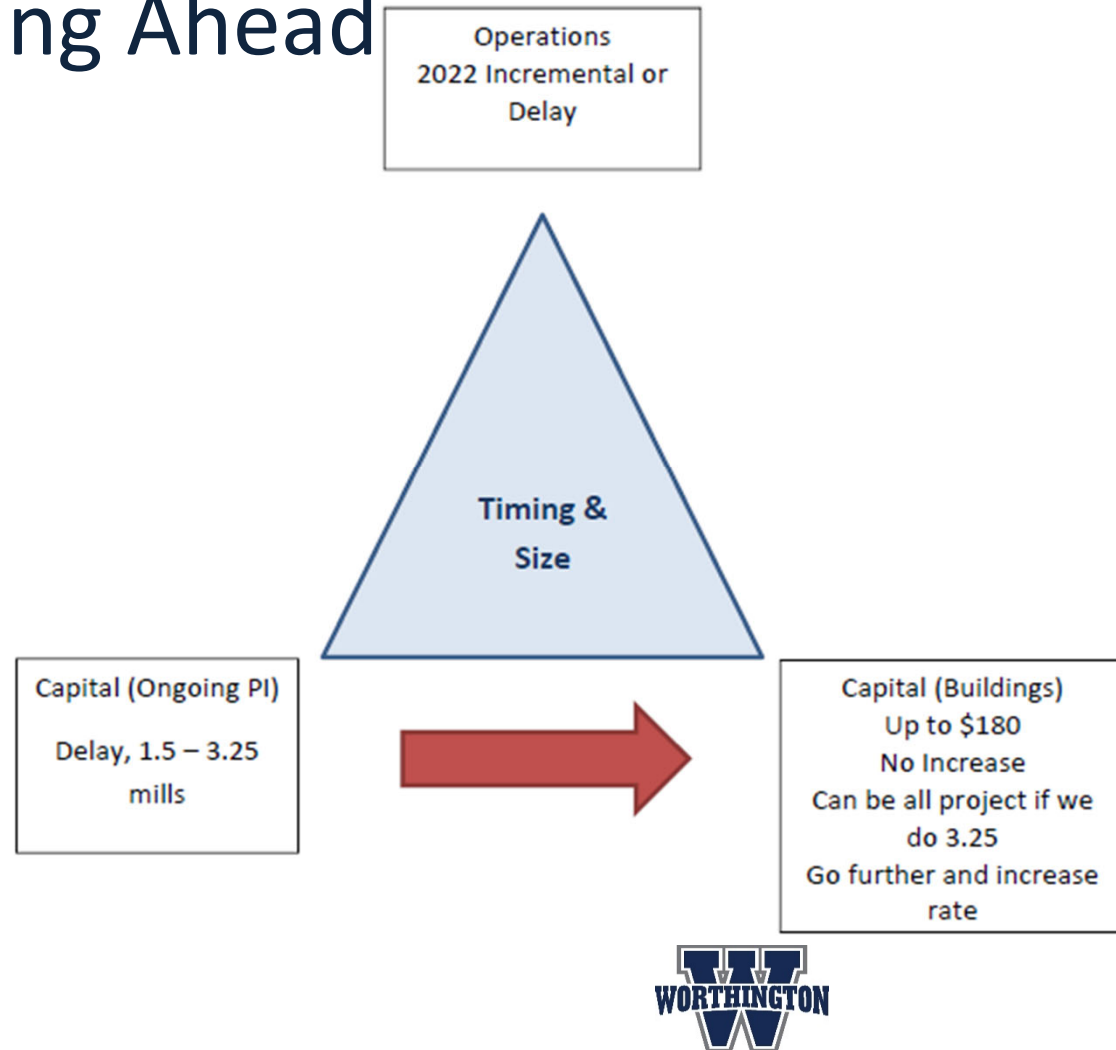 ng Ahead
Operations
2022 Incremental or
Delay
Timing &
Size
Capital (Ongoing PI)
Delay, 1.5 – 3.25
mills
Capital (Buildings)
Up to $180
No Increase
Can be all project if we
do 3.25
Go further and increase
rate
W
WORTHINGTON